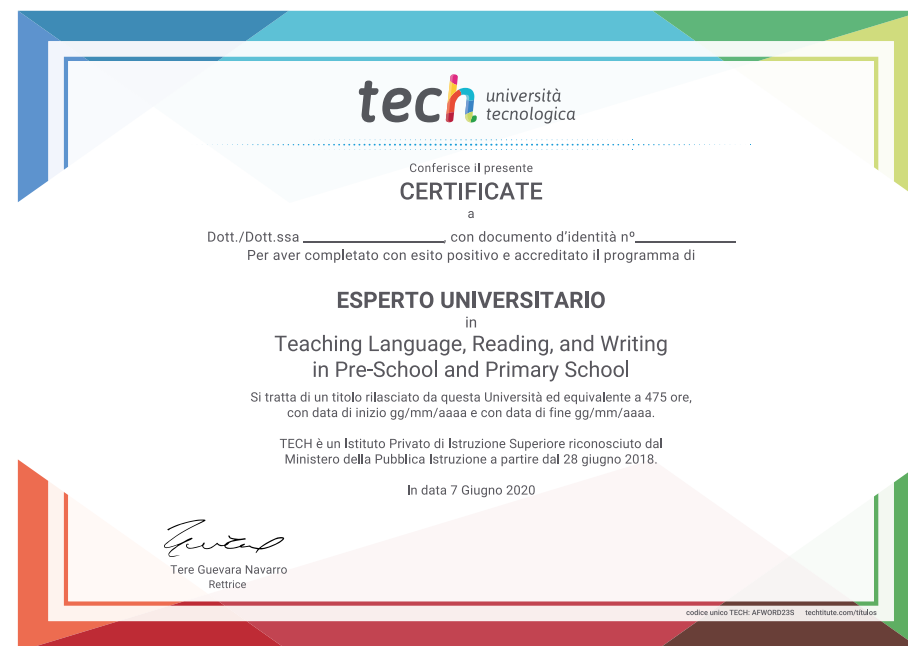 tech università
tecnologica
Conferisce il presente
CERTIFICATE
a
Dott./Dott.ssa ____________________, con documento d’identità nº______________
Per aver completato con esito positivo e accreditato il programma di
ESPERTO UNIVERSITARIO
in
Teaching Language, Reading, and Writing
in Pre-School and Primary School
Si tratta di un titolo rilasciato da questa Università ed equivalente a 475 ore,
con data di inizio gg/mm/aaaa e con data di fine gg/mm/aaaa.
TECH è un Istituto Privato di Istruzione Superiore riconosciuto dal
Ministero della Pubblica Istruzione a partire dal 28 giugno 2018.
In data 7 Giugno 2020
Tere Guevara Navarro
Rettrice
codice unico TECH: AFWORD23S techtitute.com/titulos